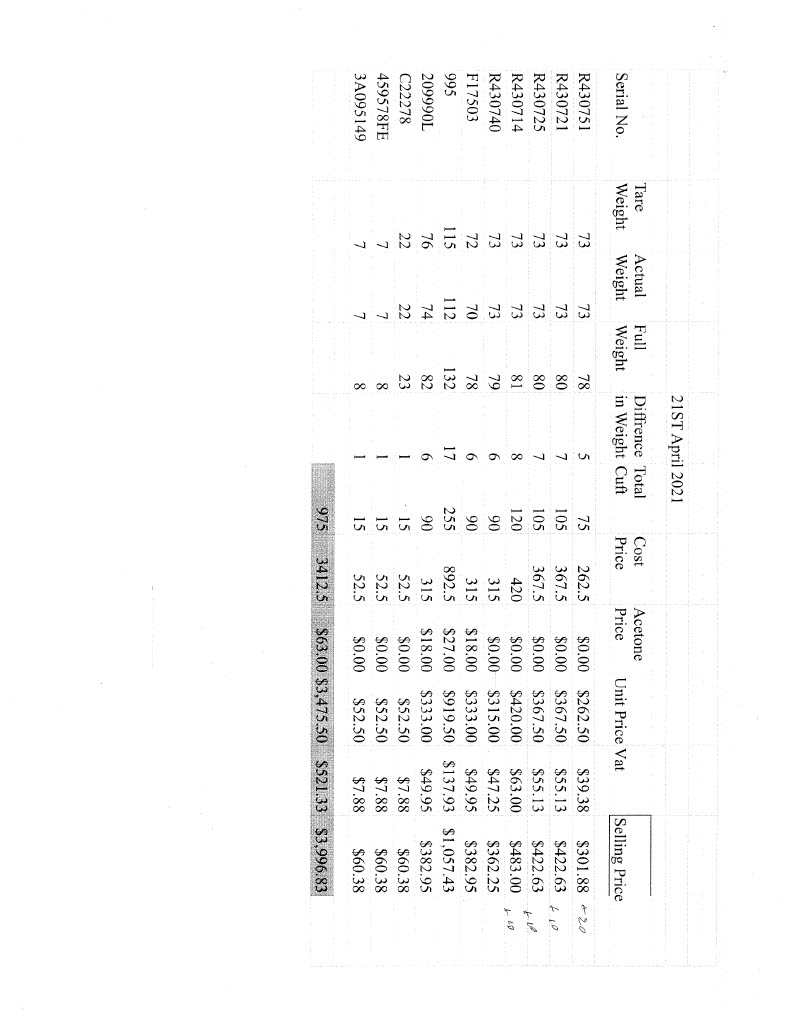 21ST April 2021
Serial No. Tare Weight Actual Weight Full Weight Diffrence in Weight Total Cuft Cost Price Acetone Price Unit Price Vat Selling Price
R430751 73 73 78 5 75 262.5 $0.00 $262.50 $39.38 $301.88 +20
R430721 73 73 80 7 105 367.5 $0.00 $367.50 $55.13 $422.63 +10
R430725 73 73 80 7 105 367.5 $0.00 $367.50 $55.13 $422.63 +10
R430714 73 73 81 8 120 420 $0.00 $420.00 $63.00 $483.00 +10
R430740 73 73 79 6 90 315 $0.00 $315.00 $47.25 $362.25
F17503 72 70 78 6 90 315 $18.00 $333.00 $49.95 $382.95
995 115 112 132 17 255 892.5 $27.00 $919.50 $137.93 $1,057.43
209990L 76 74 82 6 90 315 $18.00 $333.00 $49.95 $382.95
C22278 22 22 23 1 15 52.5 $0.00 $52.50 $7.88 $60.38
459578FE 7 7 8 1 15 52.5 $0.00 $52.50 $7.88 $60.38
3A095149 7 7 8 1 15 52.5 $0.00 $52.50 $7.88 $60.38
975 3412.5 $63.00 $3,475.50 $521.33 $3,996.83